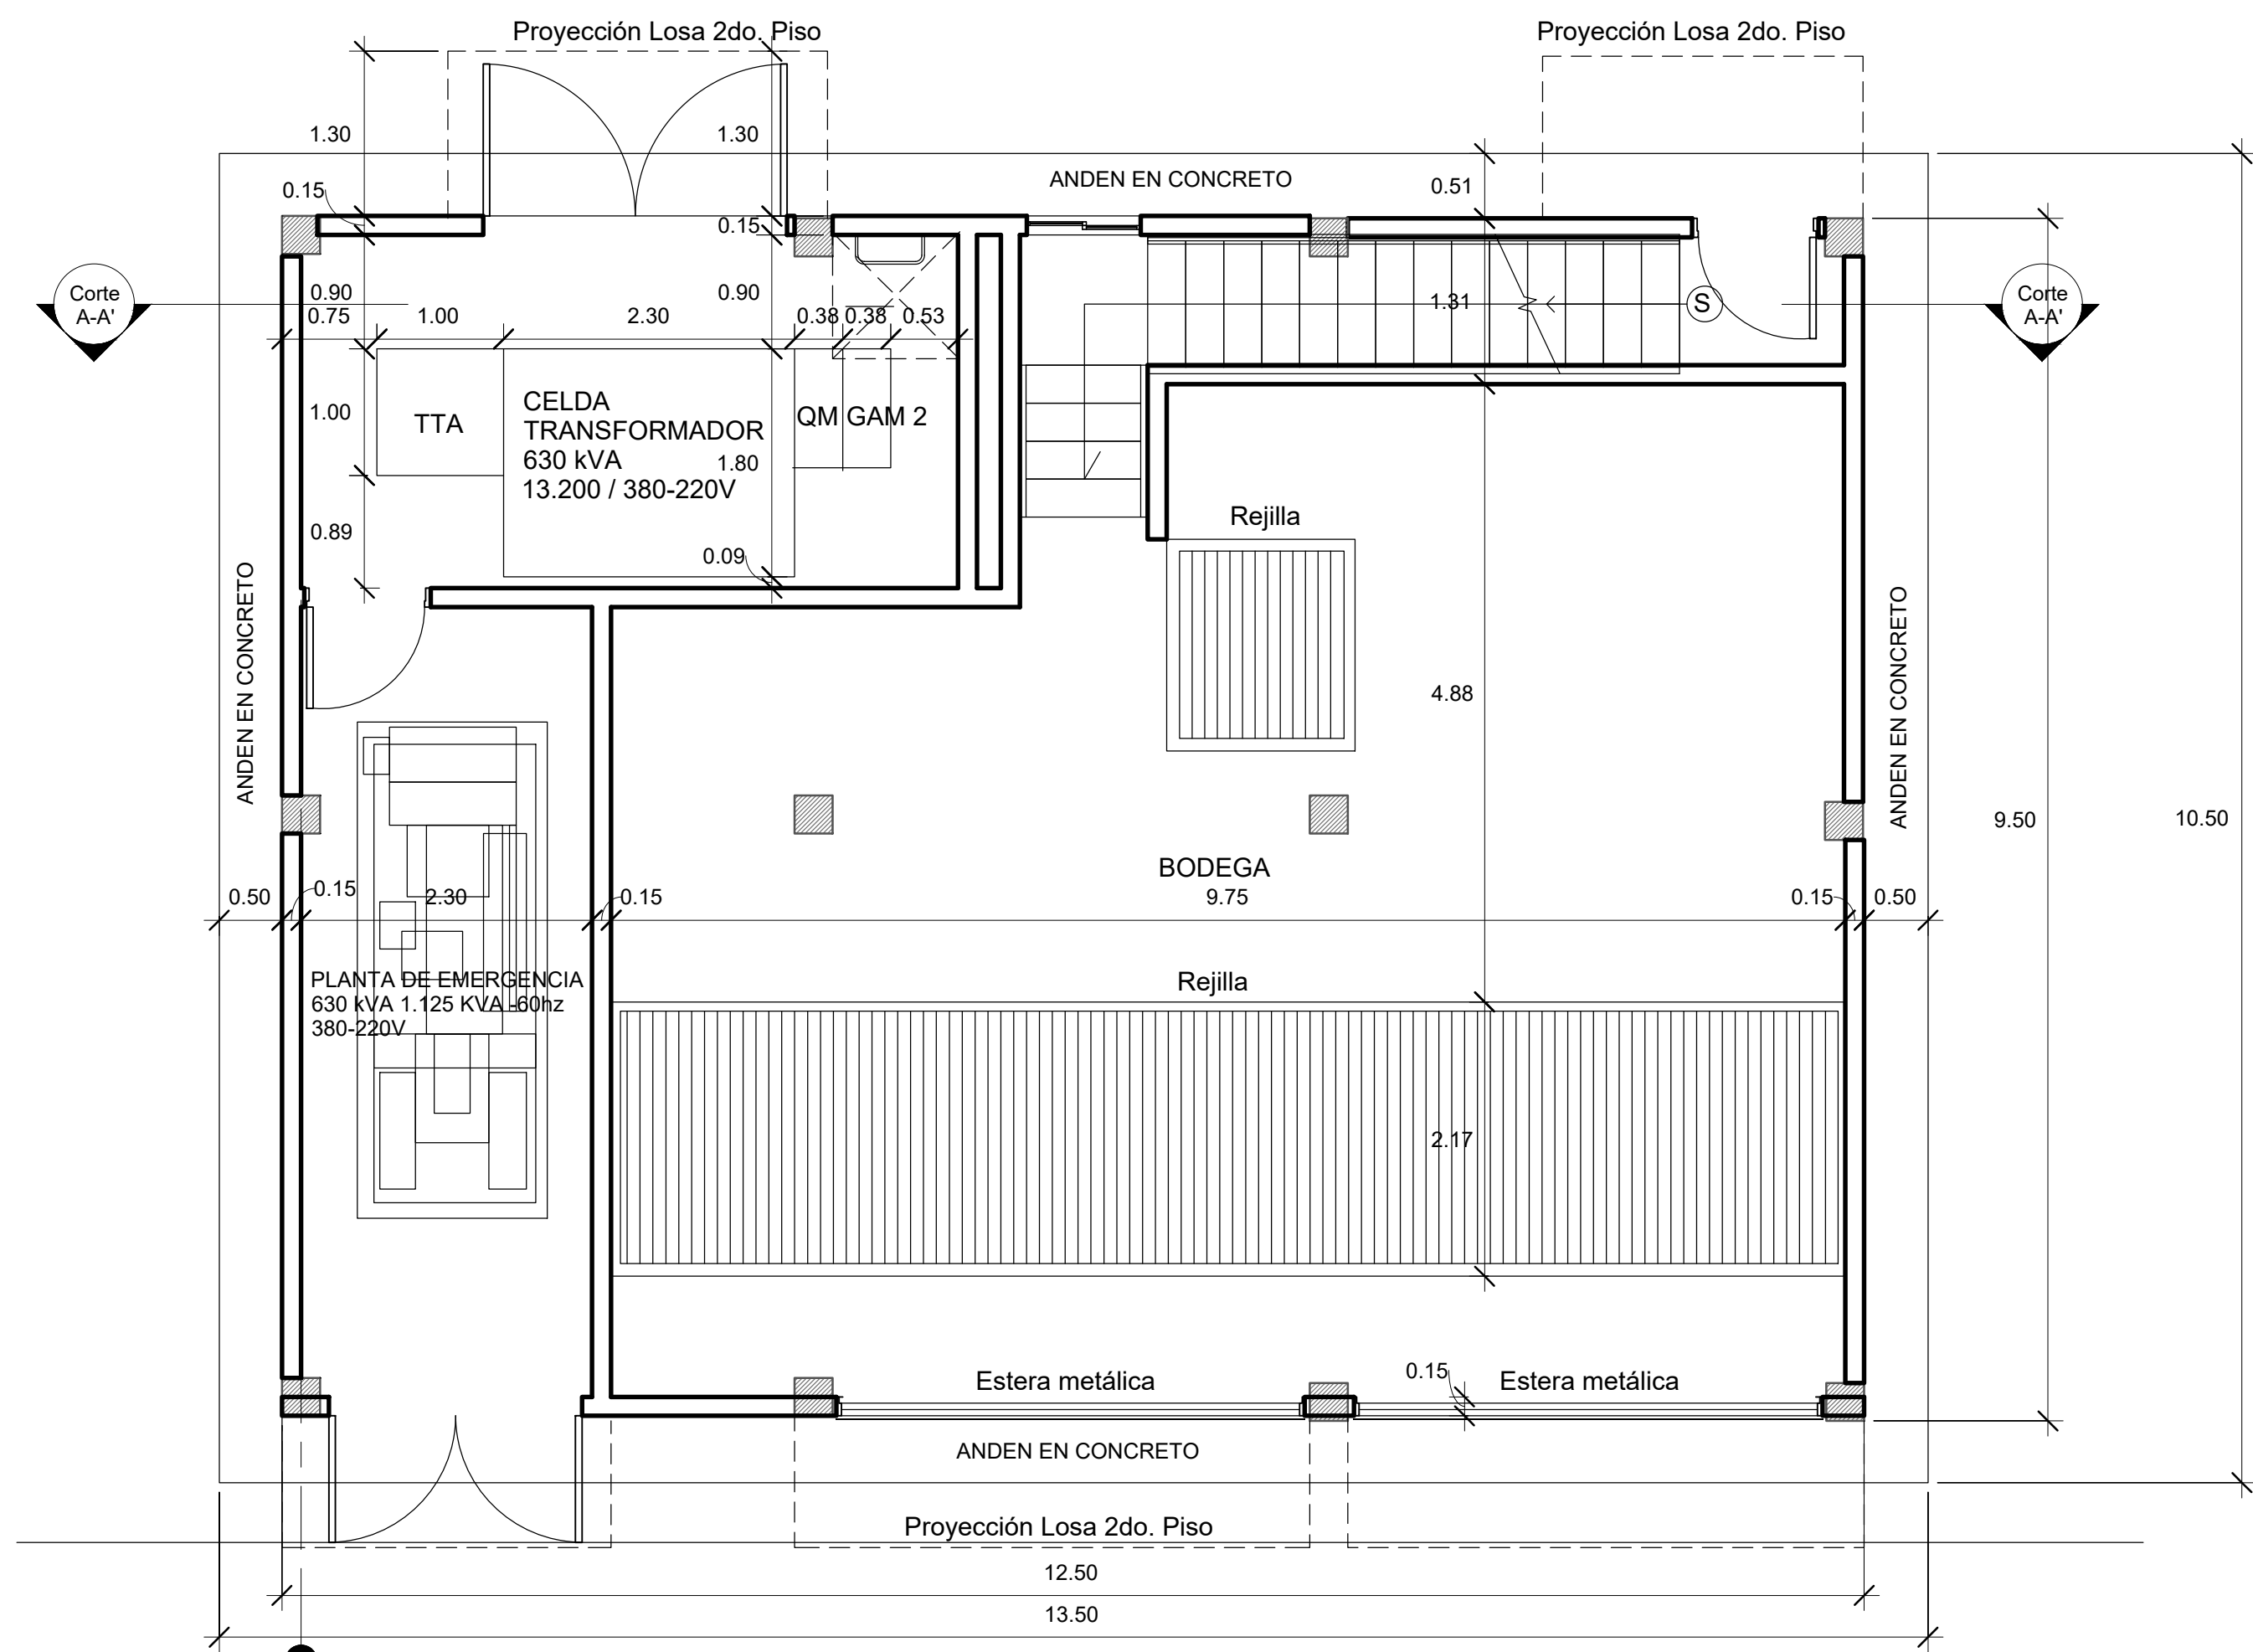 Proyección Losa 2do. Piso
Proyección Losa 2do. Piso
1.30
1.30
ANDEN EN CONCRETO
0.51
0.15
0.15
Corte
A-A'
0.90
0.90
1.31
S
Corte
A-A'
0.75
1.00
2.30
0.38
0.38
0.53
1.00
TTA
CELDA
TRANSFORMADOR
630 kVA
13.200 / 380-220V
1.80
QM GAM 2
0.89
0.09
Rejilla
ANDEN EN CONCRETO
ANDEN EN CONCRETO
4.88
9.50
10.50
BODEGA
9.75
0.50
0.15
2.30
0.15
0.15
0.50
PLANTA DE EMERGENCIA
630 kVA 1.125 KVA -60hz
380-220V
Rejilla
2.17
Estera metálica
0.15
Estera metálica
ANDEN EN CONCRETO
Proyección Losa 2do. Piso
12.50
13.50